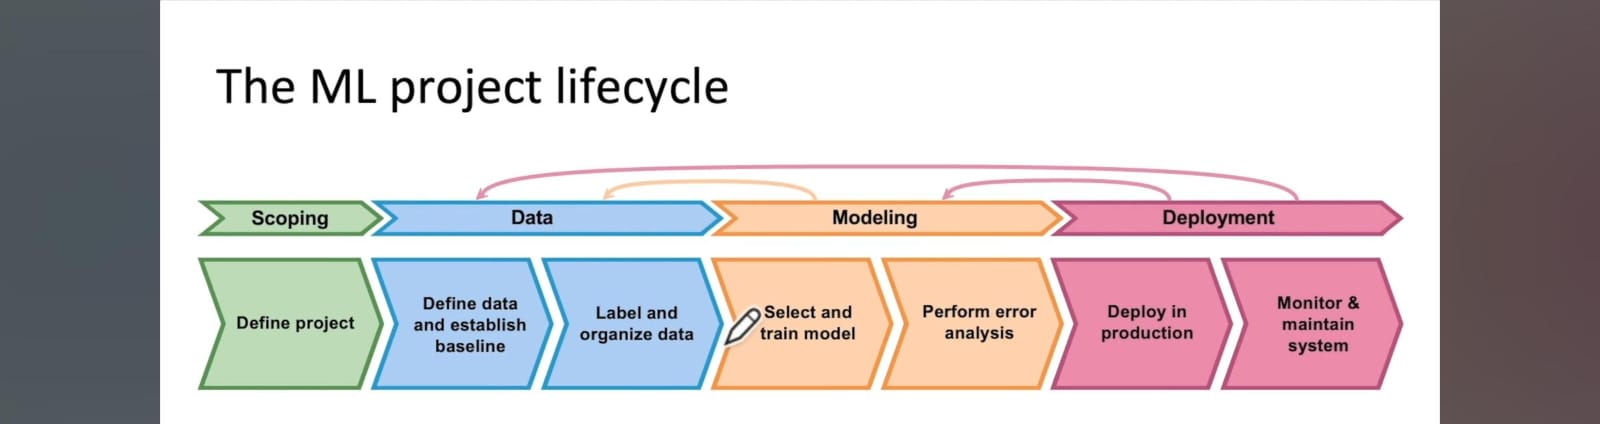 The ML project lifecycle
Scoping
Data
Modeling
Deployment
Define project
Define data
and establish
baseline
Label and
organize data
Select and
train model
Perform error
analysis
Deploy in
production
Monitor &
maintain
system